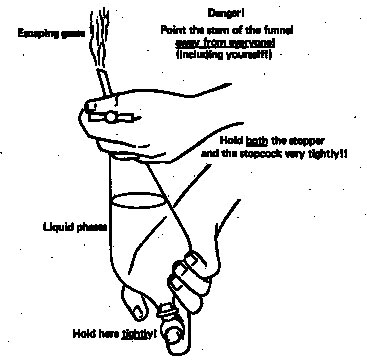 Danger!
Escaping gases
Point the stem of the funnel
away from everyone!
(including yourself!!)
Hold both the stopper
and the stopcock very tightly!!
Liquid phases
Hold here tightly!